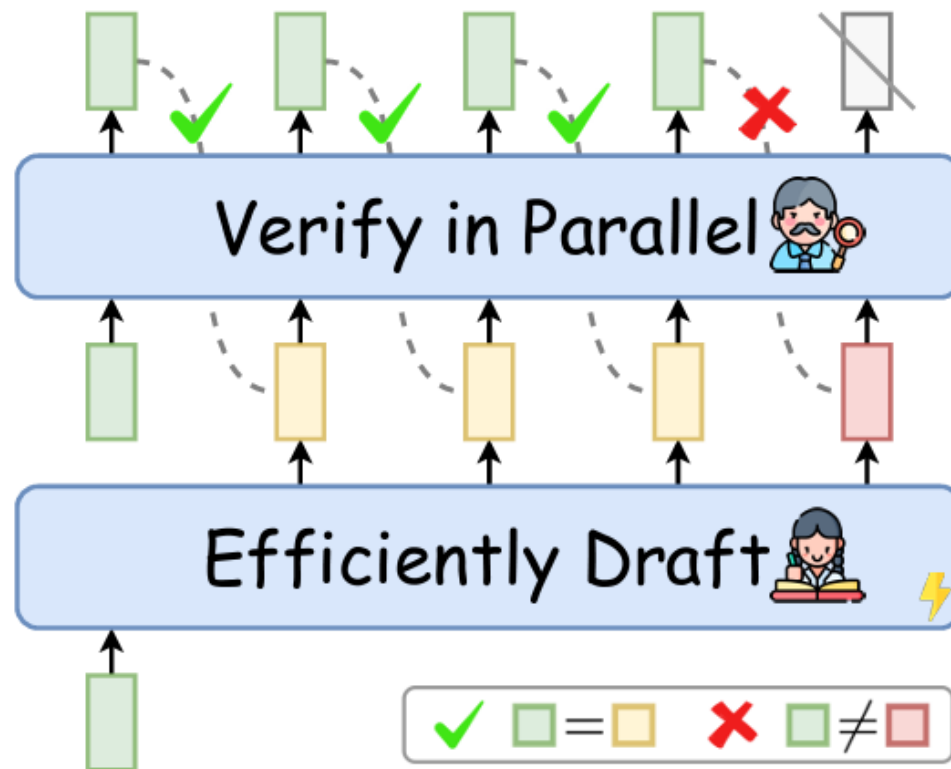 Verify in Parallel
Efficiently Draft
= ≠